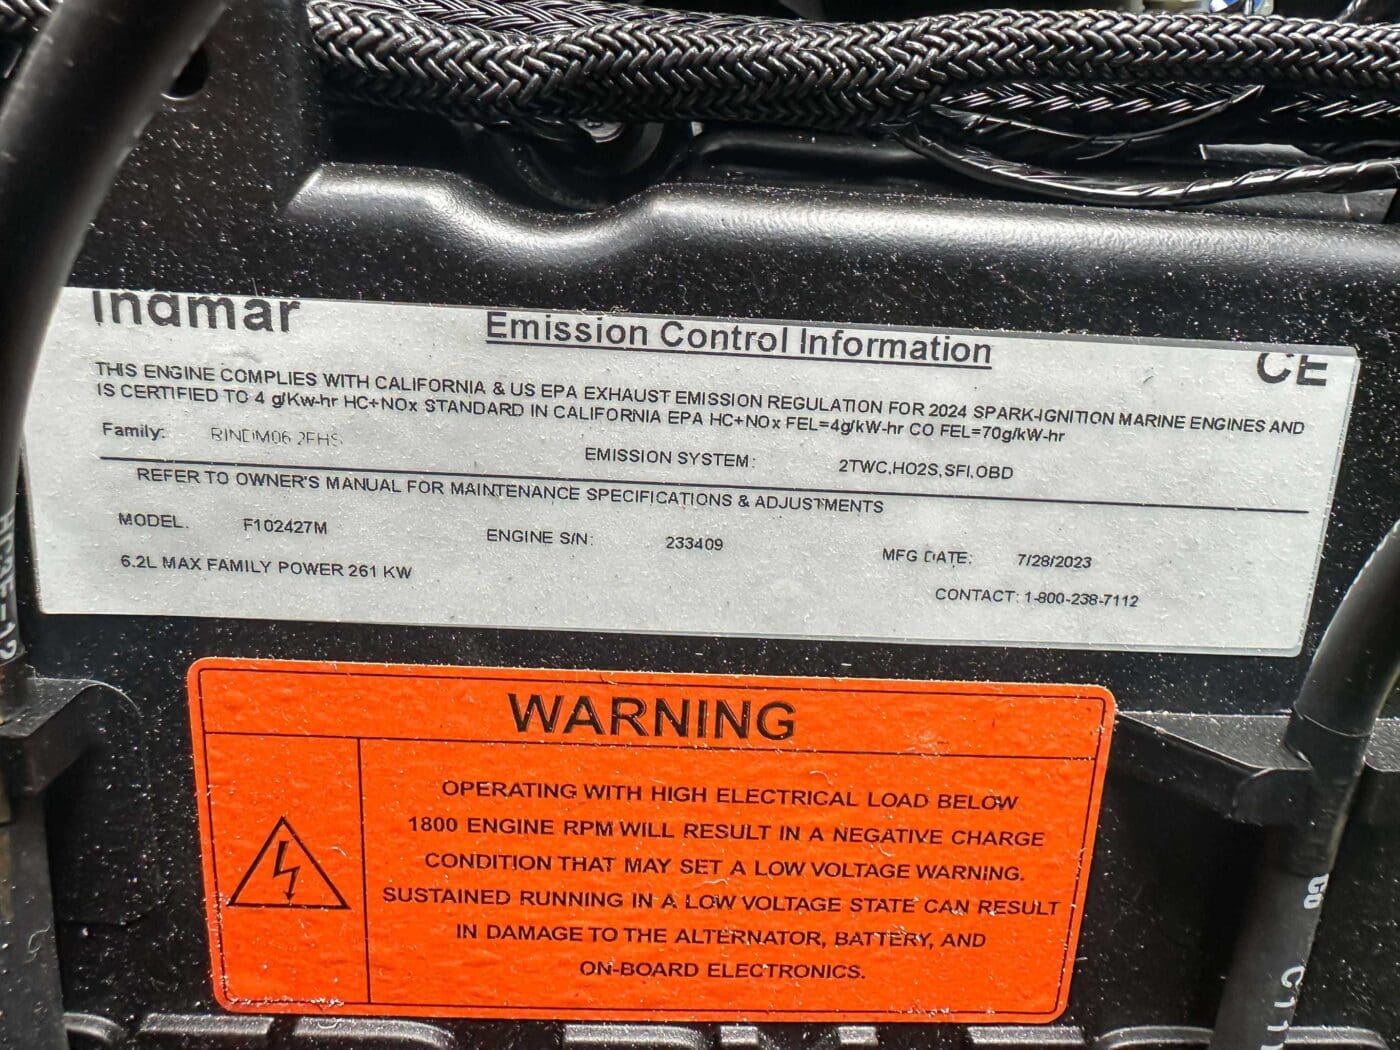 Indmar
Emission Control Information
CE
THIS ENGINE COMPLIES WITH CALIFORNIA & US EPA EXHAUST EMISSION REGULATION FOR 2024 SPARK-IGNITION MARINE ENGINES AND
IS CERTIFIED TO 4 g/Kw-hr HC+NOx STANDARD IN CALIFORNIA EPA HC+NOx FEL=4g/kW-hr CO FEL=70g/kW-hr
Family:
EMISSION SYSTEM: 2TWC,HO2S,SFI,OBD
REFER TO OWNER'S MANUAL FOR MAINTENANCE SPECIFICATIONS & ADJUSTMENTS
MODEL. F102427M ENGINE S/N: 233409 MFG DATE: 7/28/2023
6.2L MAX FAMILY POWER 261 KW
CONTACT: 1-800-238-7112
WARNING
OPERATING WITH HIGH ELECTRICAL LOAD BELOW
1800 ENGINE RPM WILL RESULT IN A NEGATIVE CHARGE
CONDITION THAT MAY SET A LOW VOLTAGE WARNING.
SUSTAINED RUNNING IN A LOW VOLTAGE STATE CAN RESULT
IN DAMAGE TO THE ALTERNATOR, BATTERY, AND
ON-BOARD ELECTRONICS.